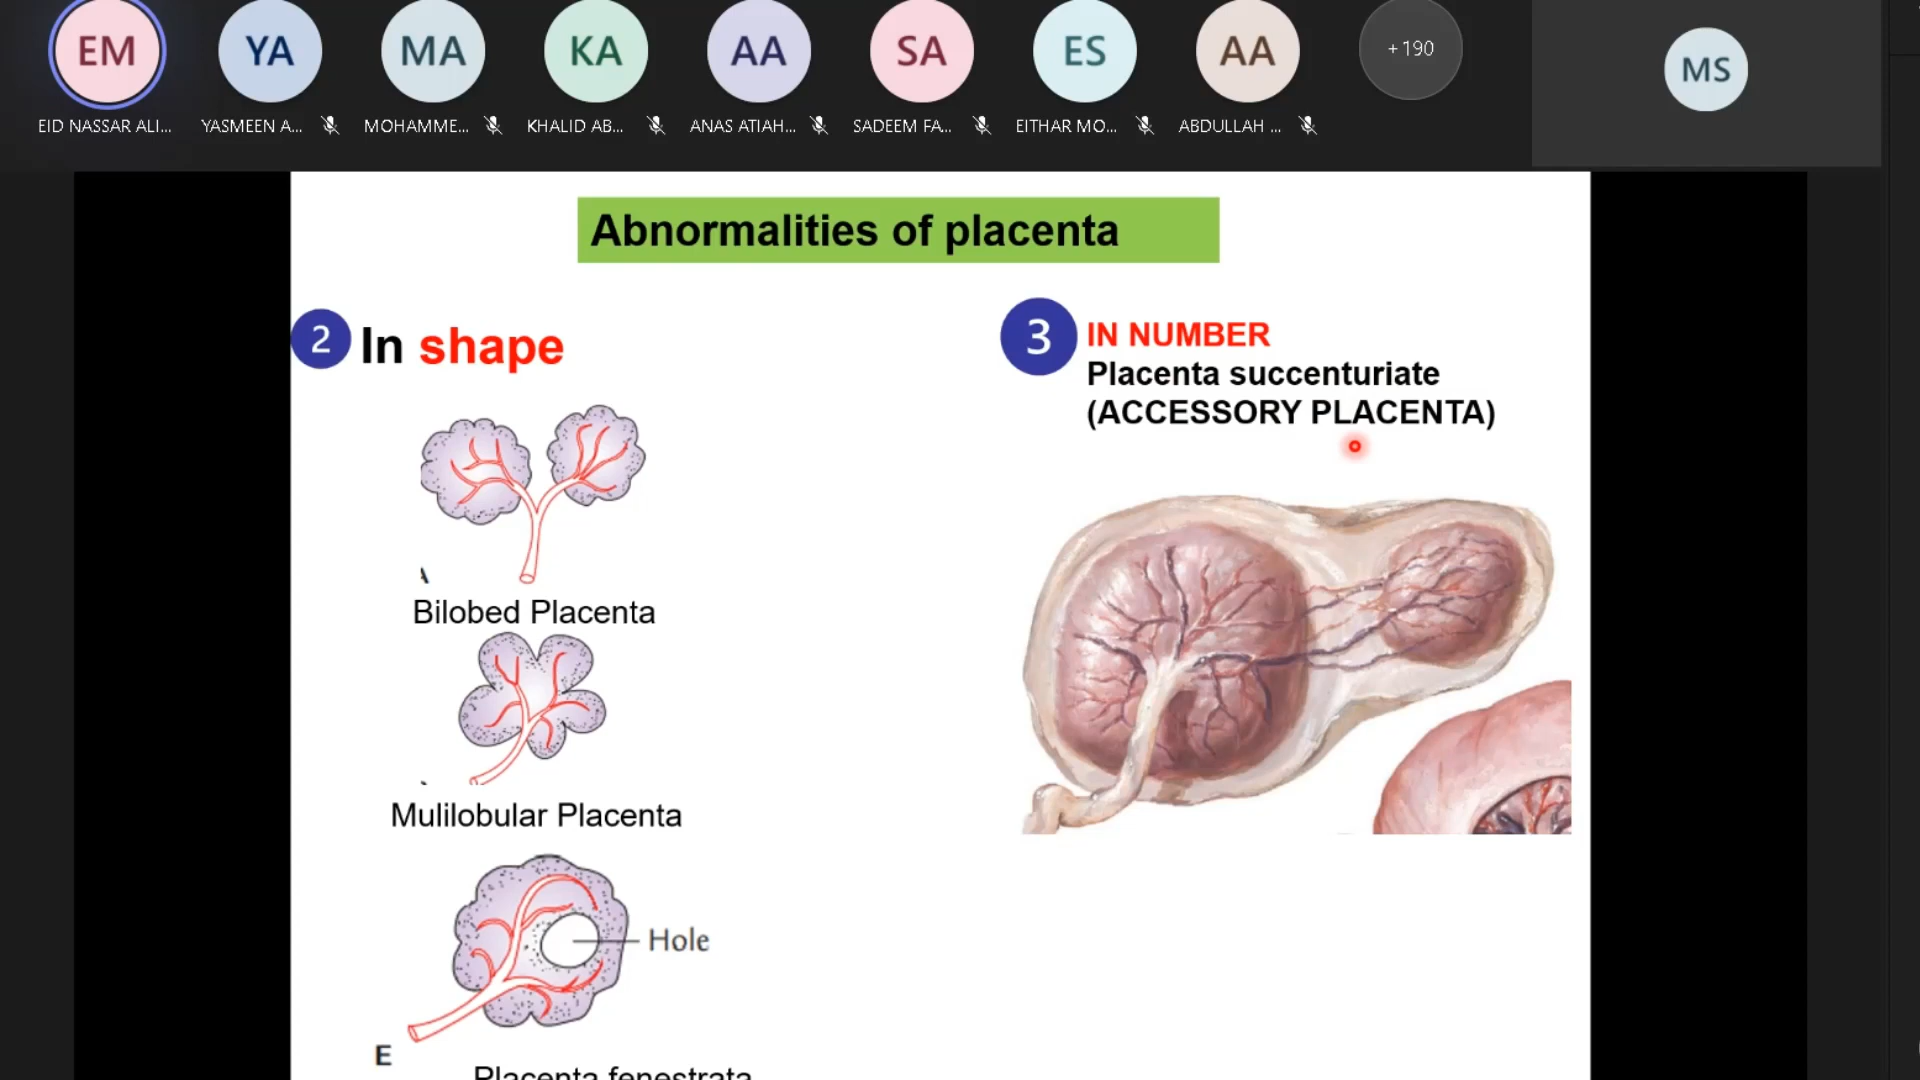 EM
YA
MA
KA
AA
SA
ES
AA
+190
MS
EID NASSAR ALI...
YASMEEN A...
MOHAMME...
KHALID AB...
ANAS ATIAH...
SADEEM FA...
EITHAR MO...
ABDULLAH ...
Abnormalities of placenta
2 In shape
Bilobed Placenta
Mulilobular Placenta
Hole
E
Placenta fenestrata
3 IN NUMBER
Placenta succenturiate
(ACCESSORY PLACENTA)